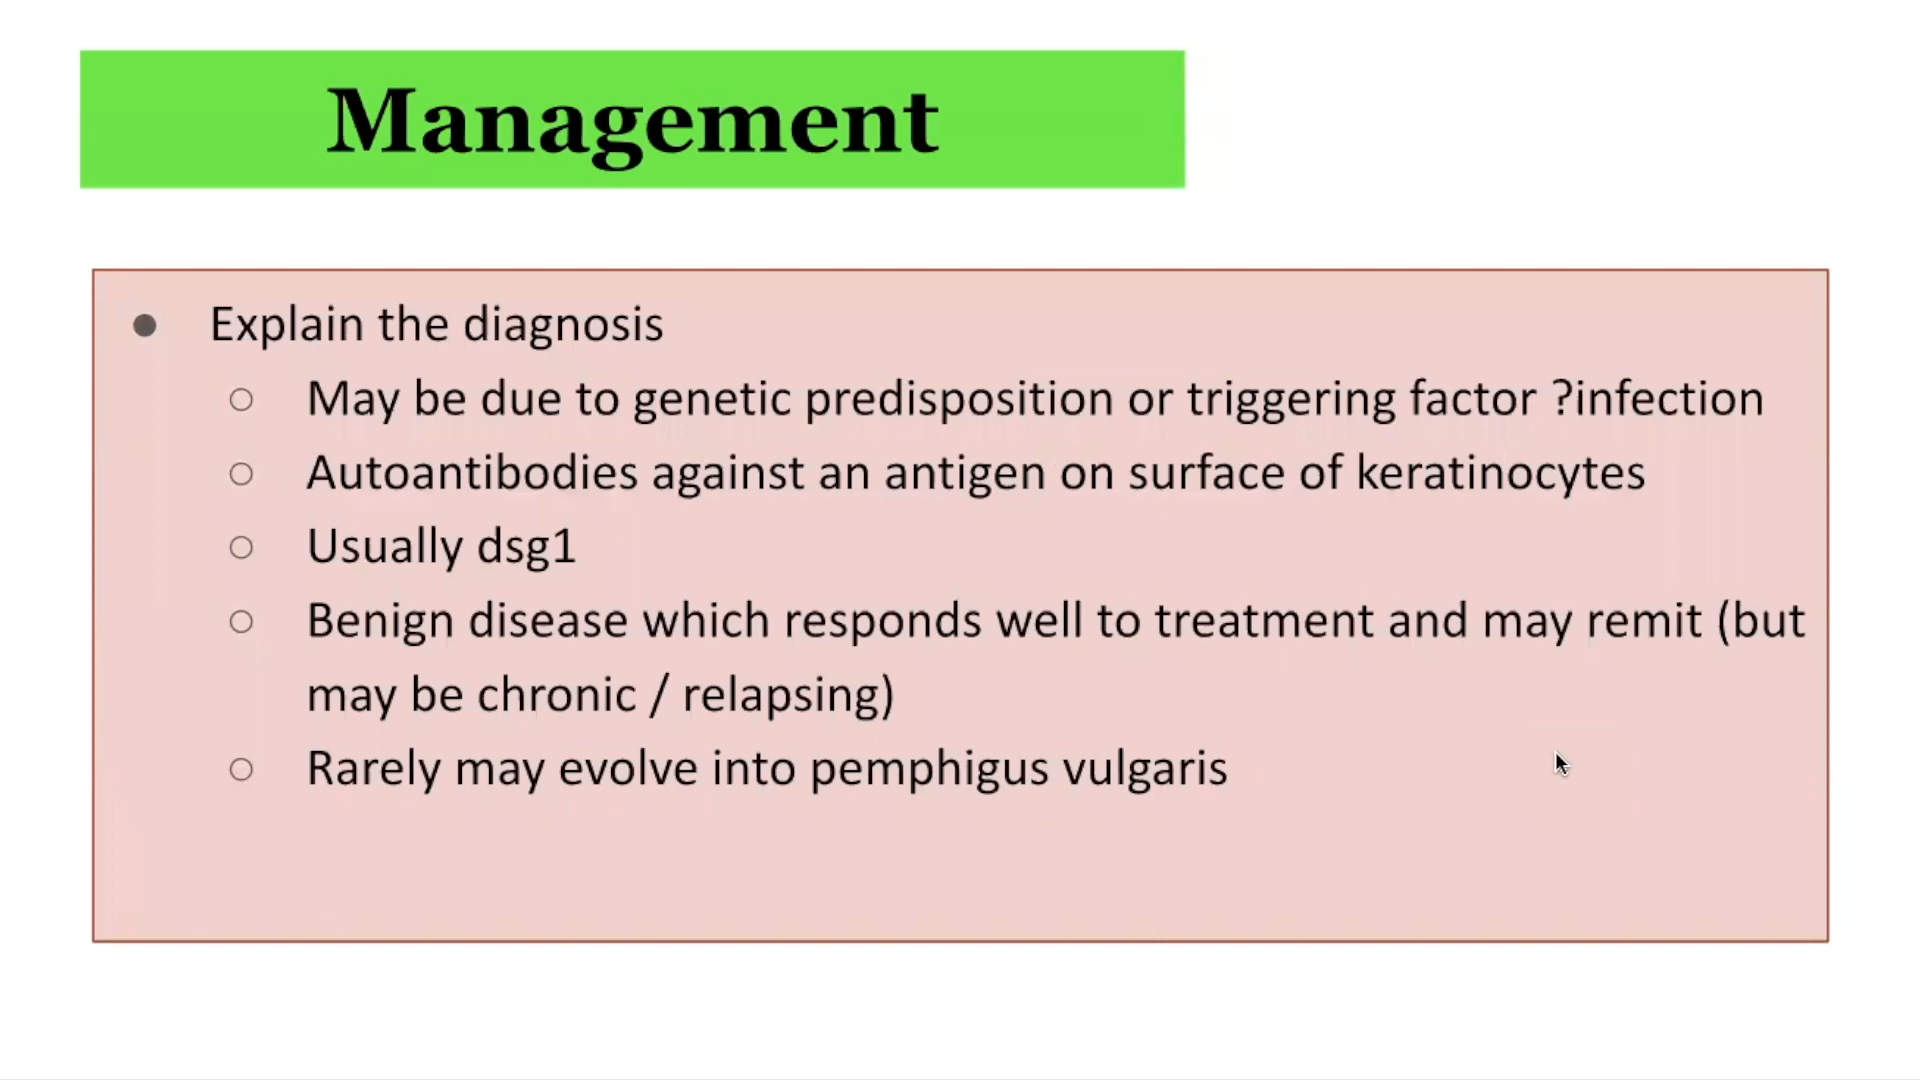 Management
● Explain the diagnosis
○ May be due to genetic predisposition or triggering factor ?infection
○ Autoantibodies against an antigen on surface of keratinocytes
○ Usually dsg1
○ Benign disease which responds well to treatment and may remit (but
may be chronic / relapsing)
○ Rarely may evolve into pemphigus vulgaris